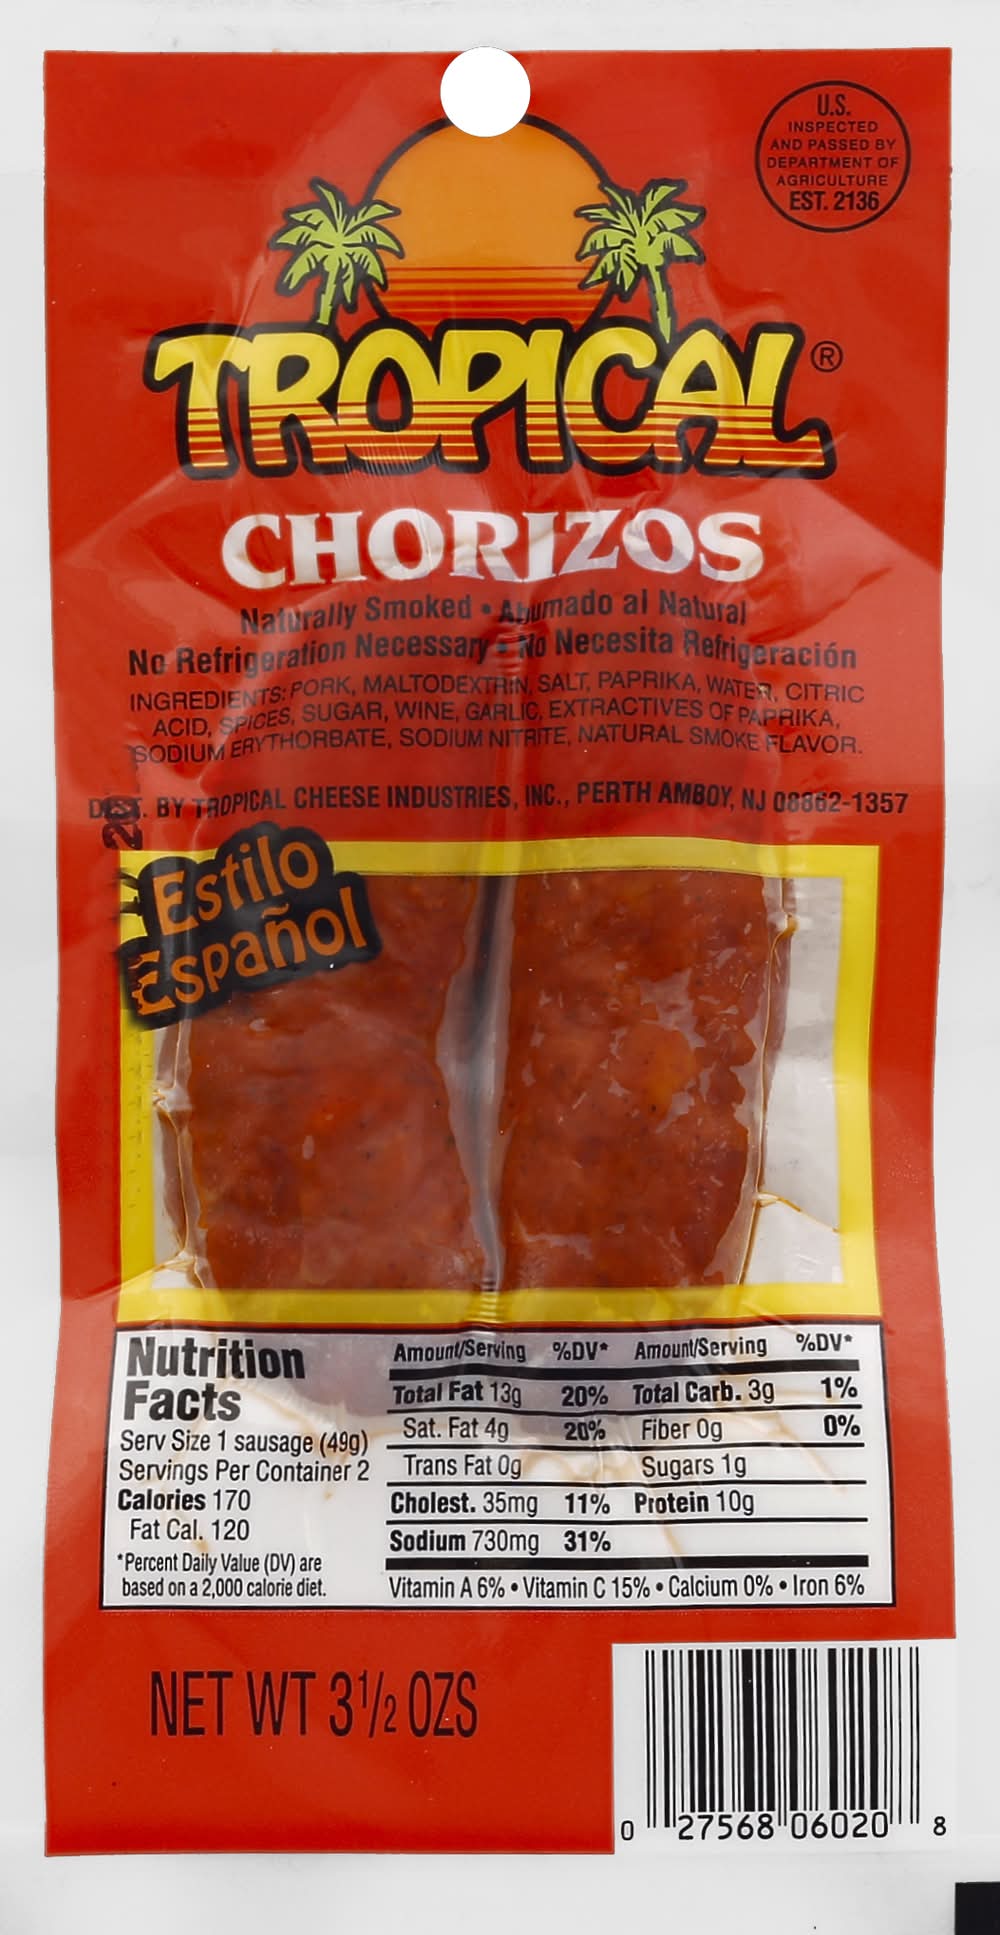 U.S.
INSPECTED
AND PASSED BY
DEPARTMENT OF
AGRICULTURE
EST. 2136
TROPICAL®
CHORIZOS
Naturally Smoked • Ahumado al Natural
No Refrigeration Necessary • No Necesita Refrigeración
INGREDIENTS: PORK, MALTODEXTRIN, SALT, PAPRIKA, WATER, CITRIC
ACID, SPICES, SUGAR, WINE, GARLIC, EXTRACTIVES OF PAPRIKA,
SODIUM ERYTHORBATE, SODIUM NITRITE, NATURAL SMOKE FLAVOR.
DIST. BY TROPICAL CHEESE INDUSTRIES, INC., PERTH AMBOY, NJ 08862-1357
Estilo
Español
Nutrition
Facts
Serv Size 1 sausage (49g)
Servings Per Container 2
Calories 170
Fat Cal. 120
*Percent Daily Value (DV) are
based on a 2,000 calorie diet.
Amount/Serving %DV* Amount/Serving %DV*
Total Fat 13g 20% Total Carb. 3g 1%
Sat. Fat 4g 20% Fiber 0g 0%
Trans Fat 0g Sugars 1g
Cholest. 35mg 11% Protein 10g
Sodium 730mg 31%
Vitamin A 6% • Vitamin C 15% • Calcium 0% • Iron 6%
NET WT 3 1/2 OZS
0 27568 06020 8